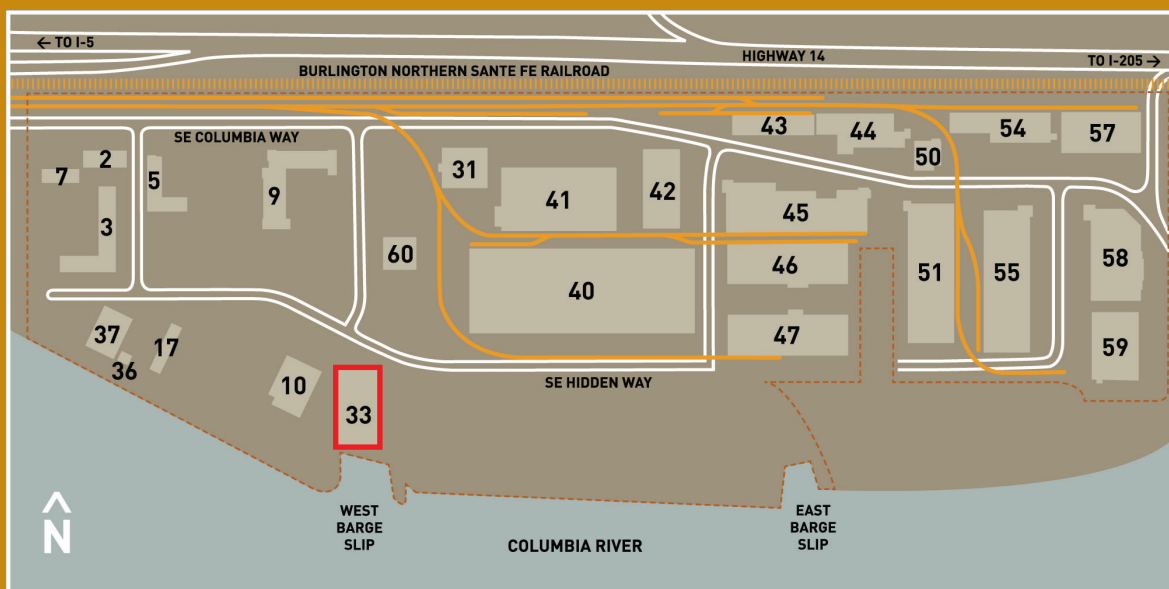 ← TO I-5
HIGHWAY 14
TO I-205 →
BURLINGTON NORTHERN SANTE FE RAILROAD
SE COLUMBIA WAY
43
44
54
57
50
2
7
5
3
9
31
41
42
45
60
40
46
51
55
58
47
59
37
36
17
10
33
SE HIDDEN WAY
WEST
BARGE
SLIP
EAST
BARGE
SLIP
COLUMBIA RIVER
N